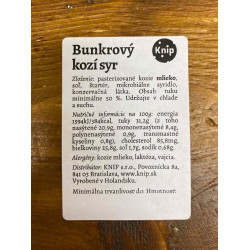 Bunkrový
kozí syr
Knip
Zloženie: pasterizované kozie mlieko,
soľ, štartér, mikrobiálne syridlo,
konzervačná látka. Obsah tuku
minimálne 50 %. Udržujte v chlade
a suchu.
Nutričné informácie na 100g: energia
1594kJ/384kcal, tuky 31,2g (z toho
nasýtené 20,9g, mononenasýtené 8,4g,
polynenasýtené 0,9g, transmastné
kyseliny 0,8g), cholesterol 85,8mg,
bielkoviny 25,8g, soľ 1,7g, sodík 0,68g
Alergény: kozie mlieko, laktóza, vajcia.
Distribútor: KNIP s.r.o., Povoznícka 8a,
841 03 Bratislava, www.knip.sk
Vyrobené v Holandsku.
Minimálna trvanlivosť do: Hmotnosť: